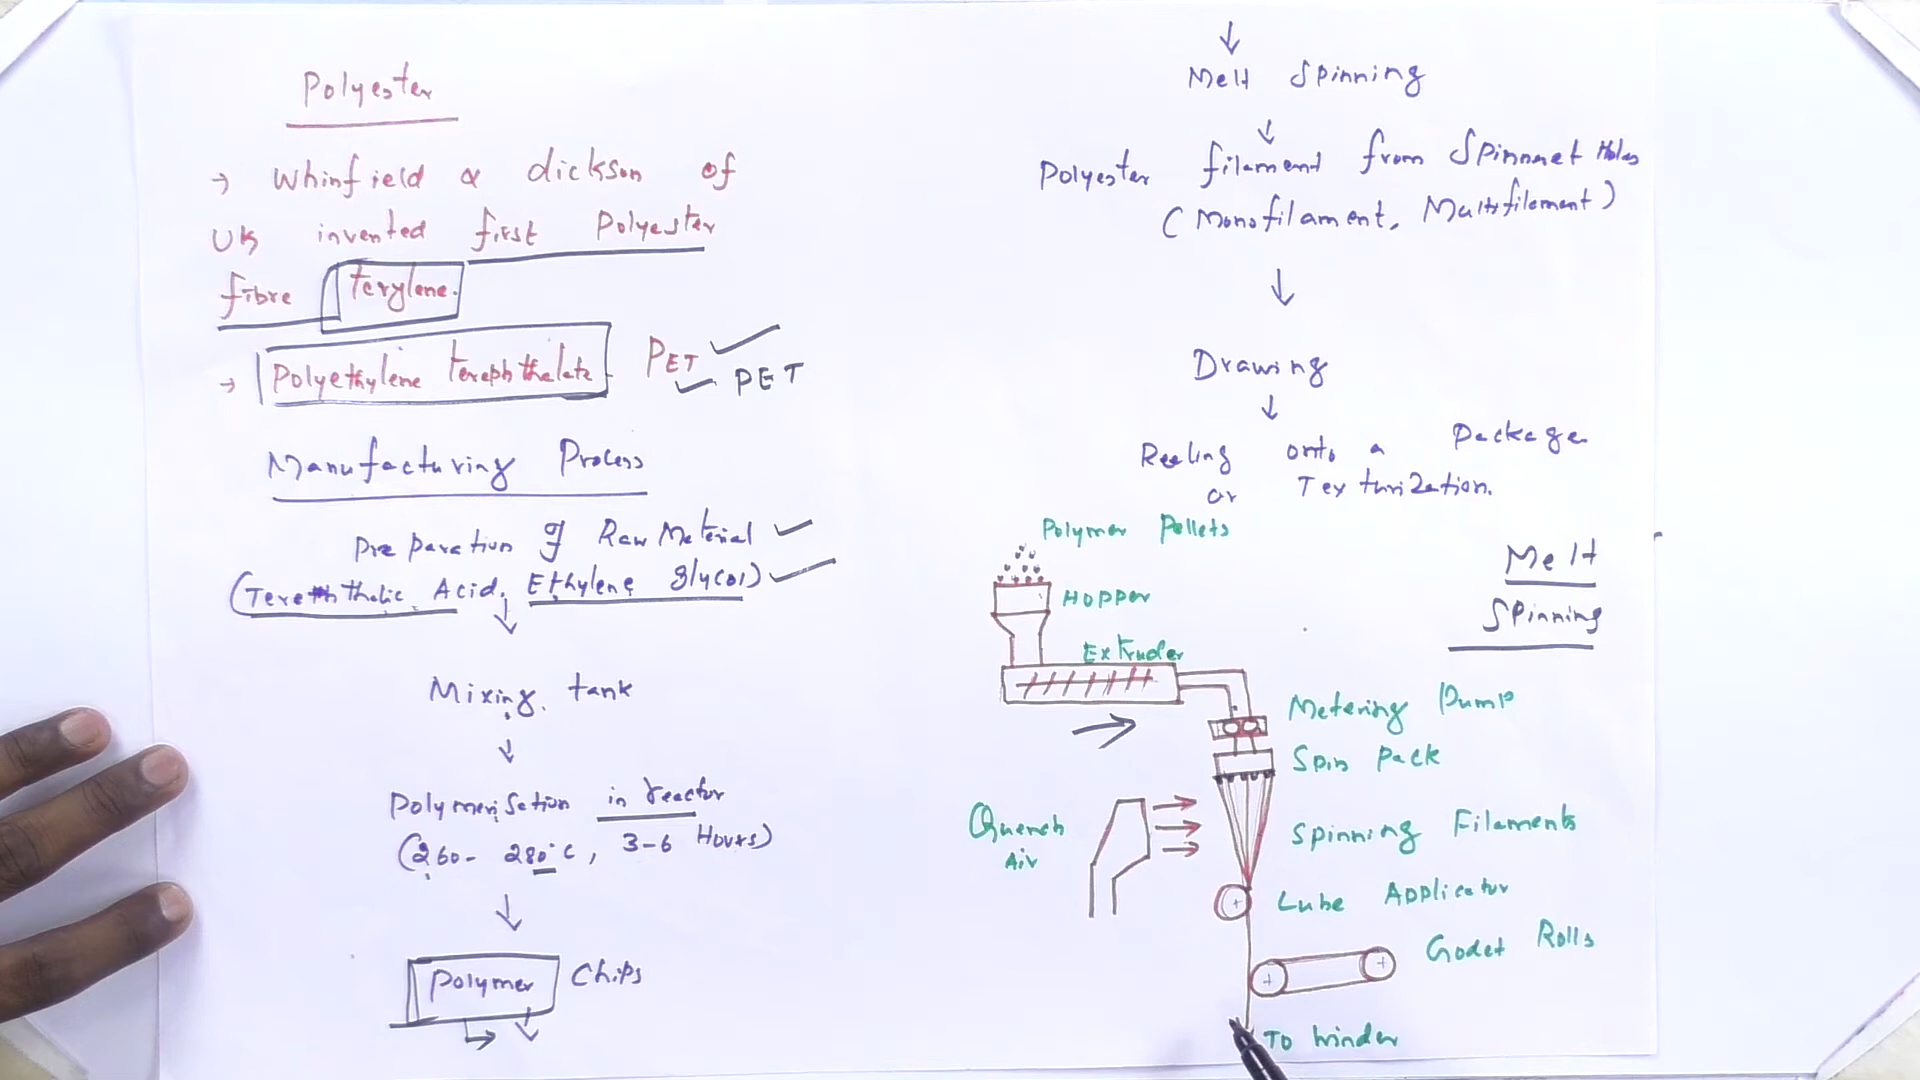 Polyester
→ Whinfield & dickson of
UK invented first Polyester
fibre terylene.
→ Polyethylene terephthalate PET
PET
Manufacturing Process
Preparation of Raw Material
(Terephthalic Acid, Ethylene glycol)
Mixing tank
Polymerisation in reactor
(260- 280°C, 3-6 Hours)
Polymer Chips
Melt Spinning
Polyester filament from Spinnaret Holes
(Monofilament, Multifilament)
Drawing
Reeling onto a Package
or Texturization.
Melt
Spinning
Polymer Pellets
Hopper
Extruder
Metering Pump
Spin Pack
Quench
Air
Spinning Filaments
Lube Applicator
Godet Rolls
To Winder